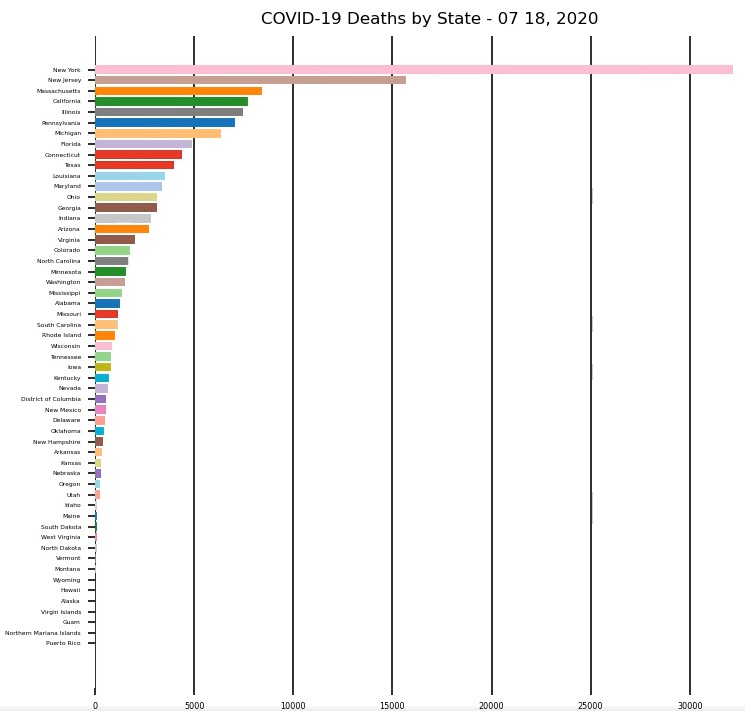 COVID-19 Deaths by State - 07 18, 2020
New York
New Jersey
Massachusetts
California
Illinois
Pennsylvania
Michigan
Florida
Connecticut
Texas
Louisiana
Maryland
Ohio
Georgia
Indiana
Arizona
Virginia
Colorado
North Carolina
Minnesota
Washington
Mississippi
Alabama
Missouri
South Carolina
Rhode Island
Wisconsin
Tennessee
Iowa
Kentucky
Nevada
District of Columbia
New Mexico
Delaware
Oklahoma
New Hampshire
Arkansas
Kansas
Nebraska
Oregon
Utah
Idaho
Maine
South Dakota
West Virginia
North Dakota
Vermont
Montana
Wyoming
Hawaii
Alaska
Virgin Islands
Guam
Northern Mariana Islands
Puerto Rico
0 5000 10000 15000 20000 25000 30000